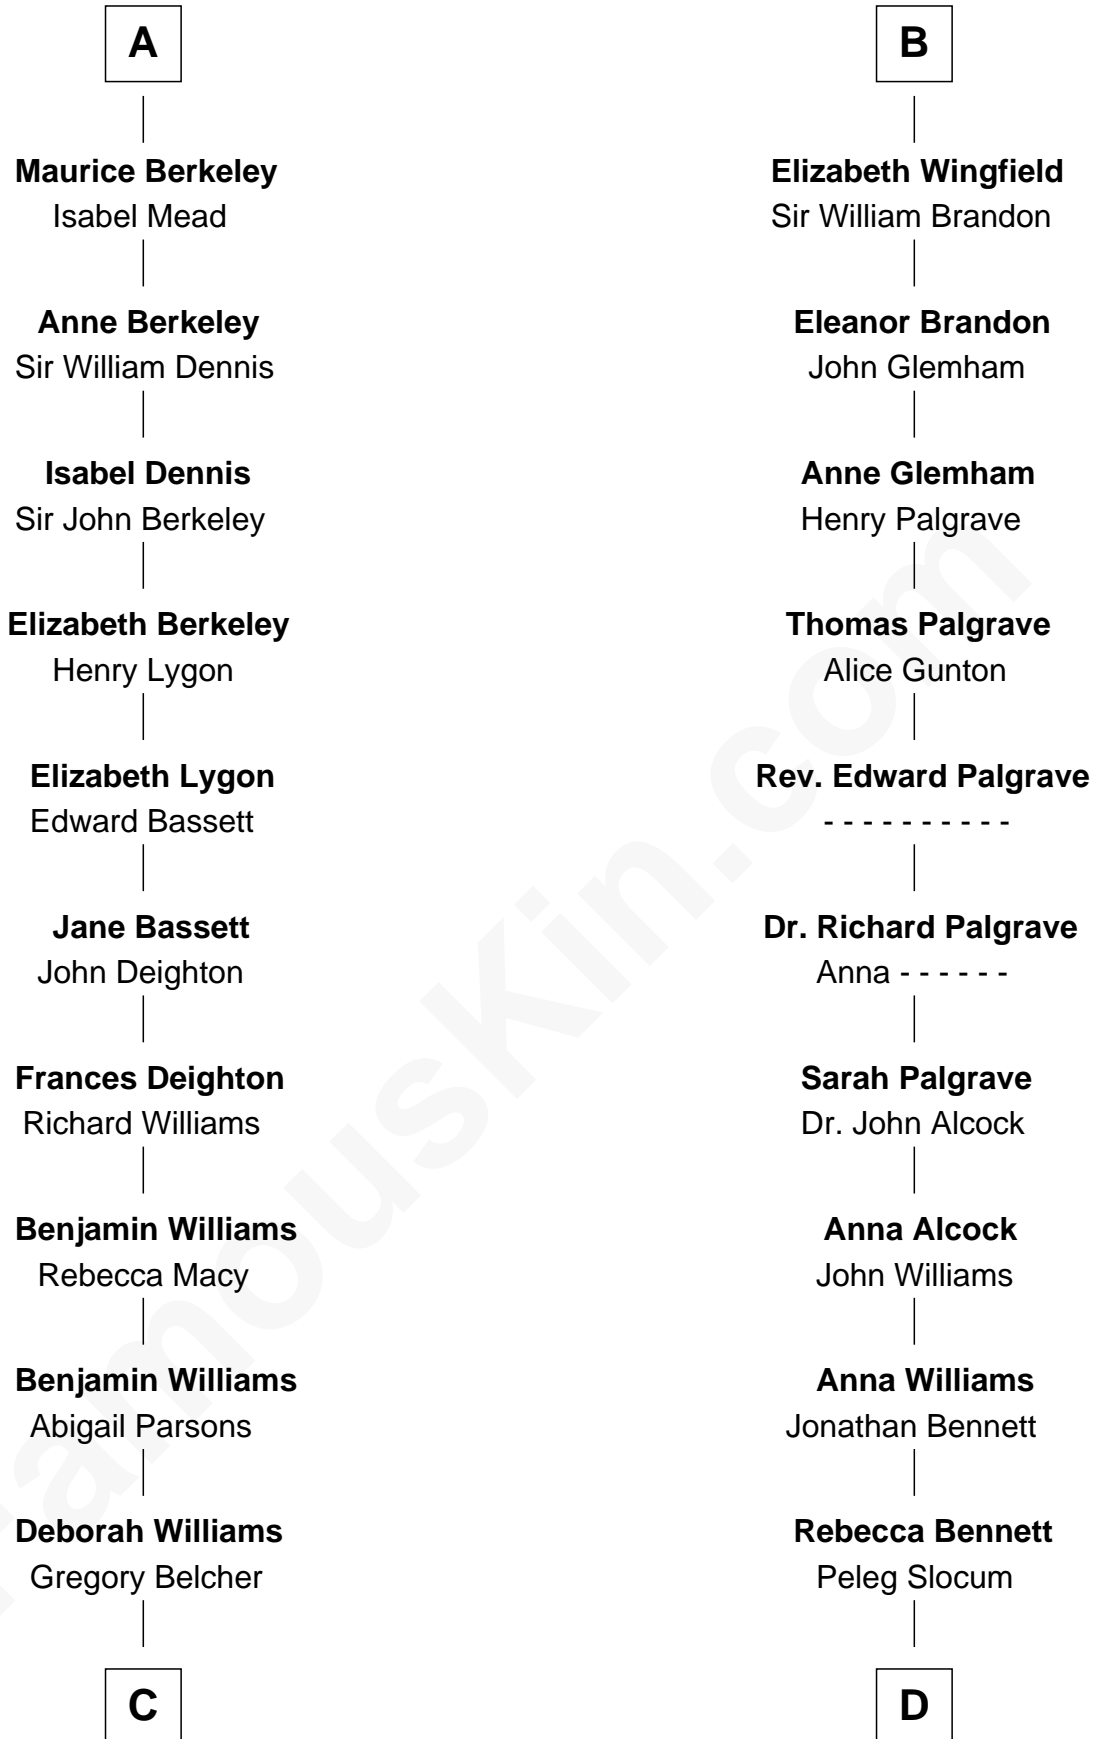 A
Maurice Berkeley
Isabel Mead
Anne Berkeley
Sir William Dennis
Isabel Dennis
Sir John Berkeley
Elizabeth Berkeley
Henry Lygon
Elizabeth Lygon
Edward Bassett
Jane Bassett
John Deighton
Frances Deighton
Richard Williams
Benjamin Williams
Rebecca Macy
Benjamin Williams
Abigail Parsons
Deborah Williams
Gregory Belcher
C
B
Elizabeth Wingfield
Sir William Brandon
Eleanor Brandon
John Glemham
Anne Glemham
Henry Palgrave
Thomas Palgrave
Alice Gunton
Rev. Edward Palgrave
- - - - - - - - - -
Dr. Richard Palgrave
Anna - - - - - -
Sarah Palgrave
Dr. John Alcock
Anna Alcock
John Williams
Anna Williams
Jonathan Bennett
Rebecca Bennett
Peleg Slocum
D
FamousKin.com